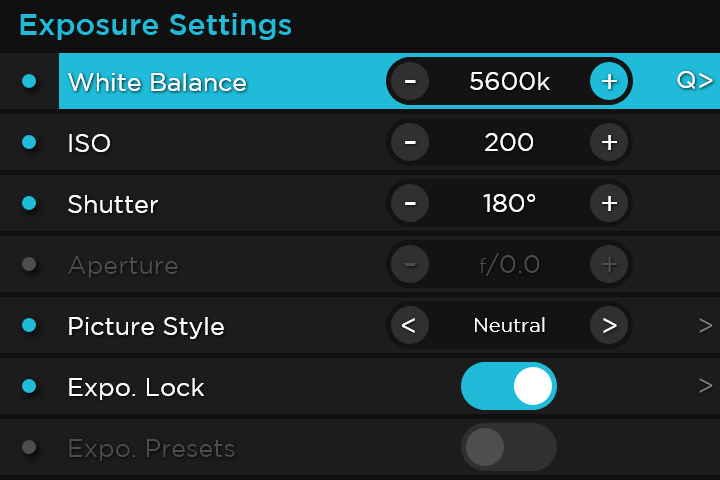 Exposure Settings
White Balance - 5600k + Q>
ISO - 200 +
Shutter - 180° +
Aperture - f/0.0 +
Picture Style < Neutral > >
Expo. Lock >
Expo. Presets